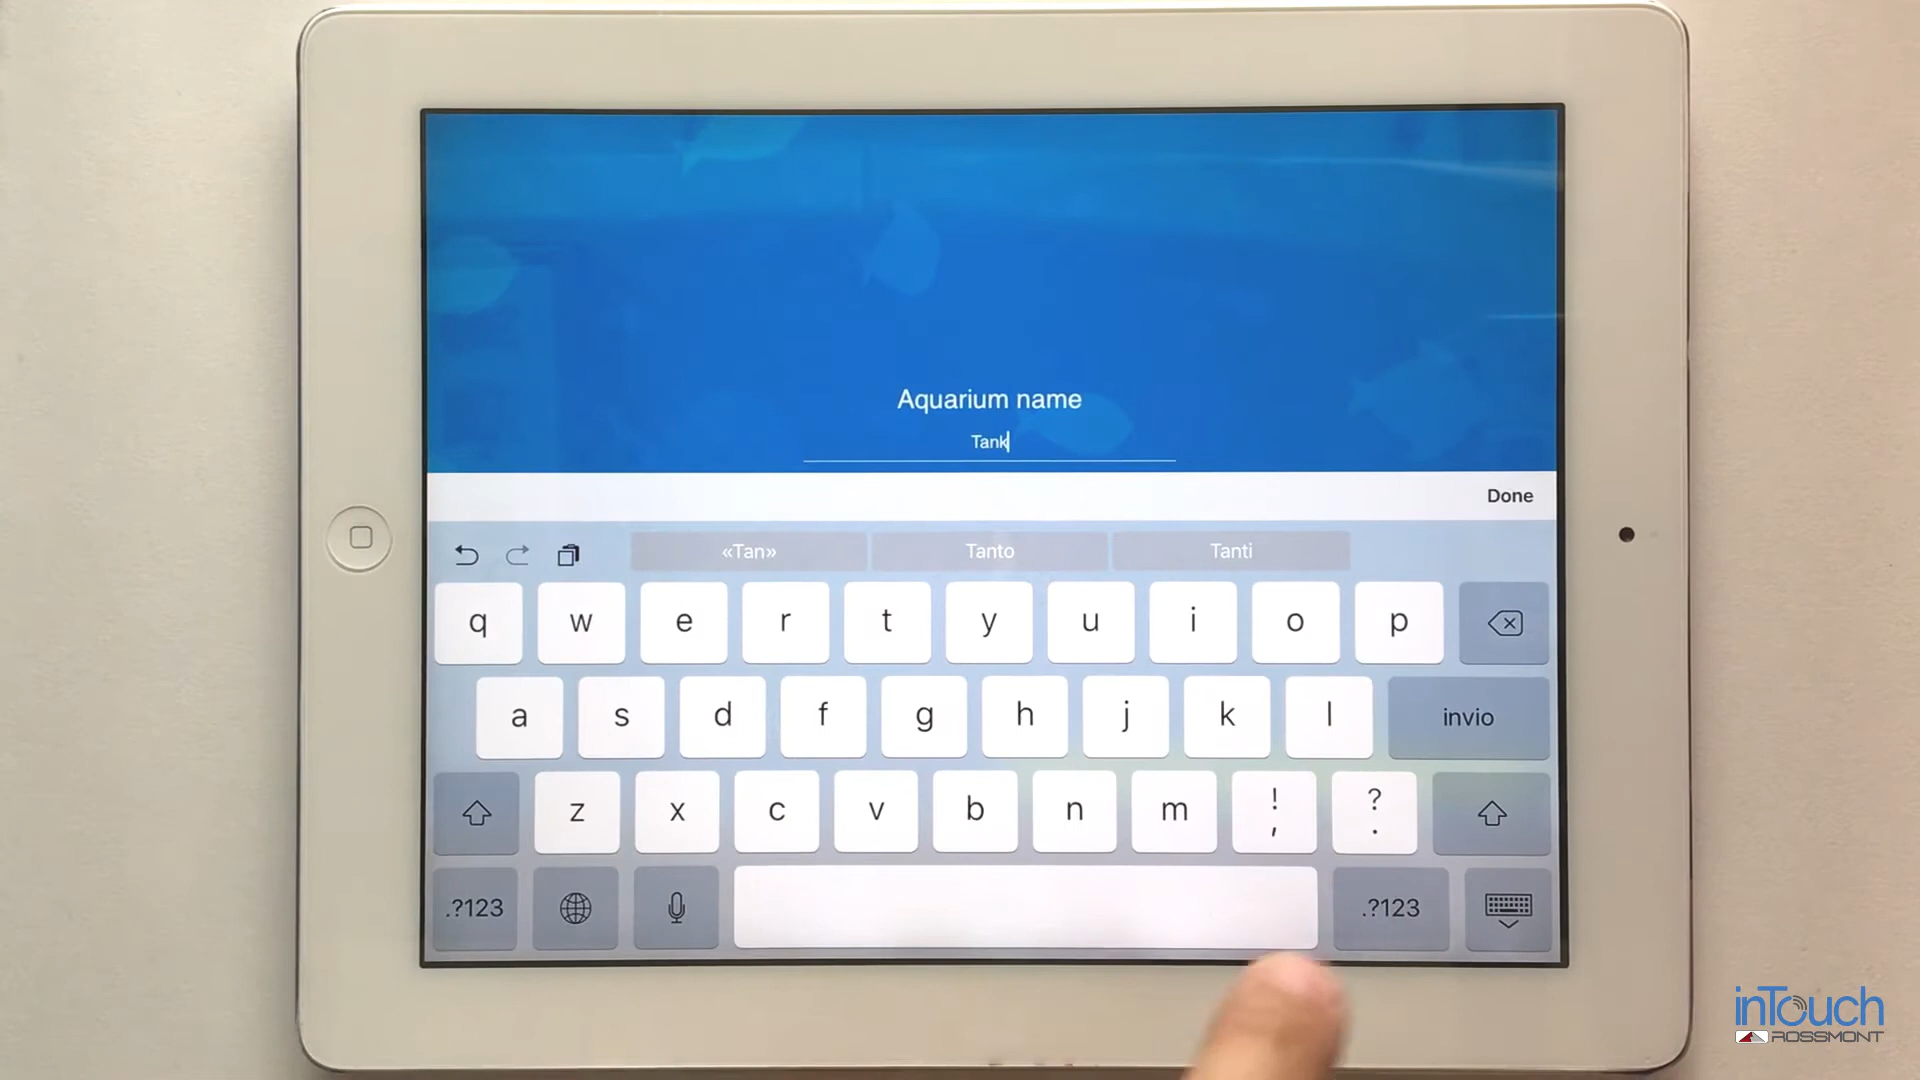 Aquarium name
Tank
Done
«Tan» Tanto Tanti
q w e r t y u i o p
a s d f g h j k l invio
z x c v b n m ! , ? .
.?123 .?123
inTouch
ROSSMONT